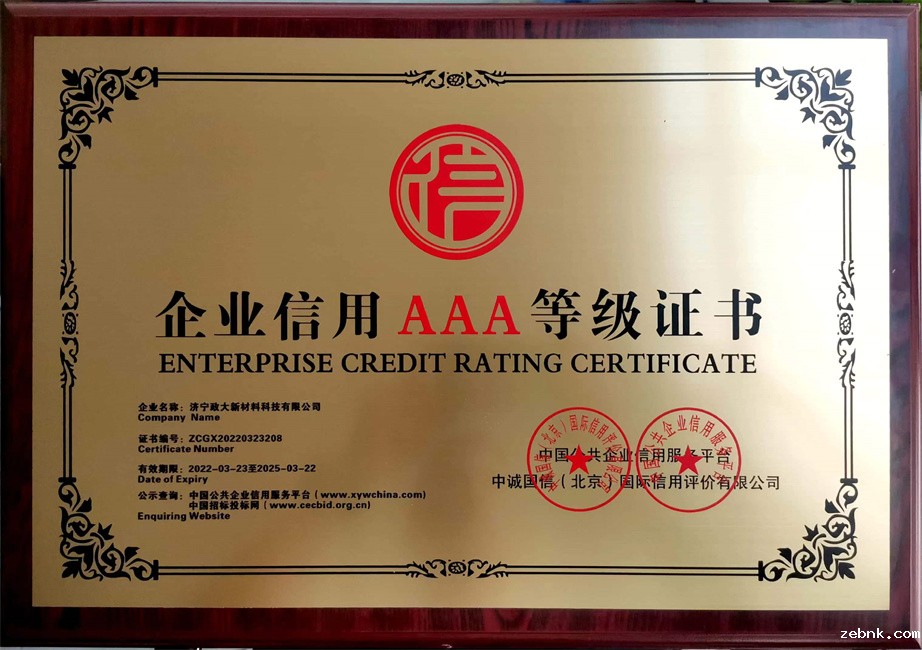 信
企业信用AAA等级证书
ENTERPRISE CREDIT RATING CERTIFICATE
企业名称：济宁政大新材料科技有限公司
Company Name
证书编号：ZCGX20220323208
Certificate Number
有效期限：2022-03-23至2025-03-22
Date of Expiry
公示查询：中国公共企业信用服务平台（www.xywchina.com）
中国招标投标网（www.cecbid.org.cn）
Enquiring Website
中国公共企业信用服务平台
中诚国信（北京）国际信用评价有限公司
zebnk.com